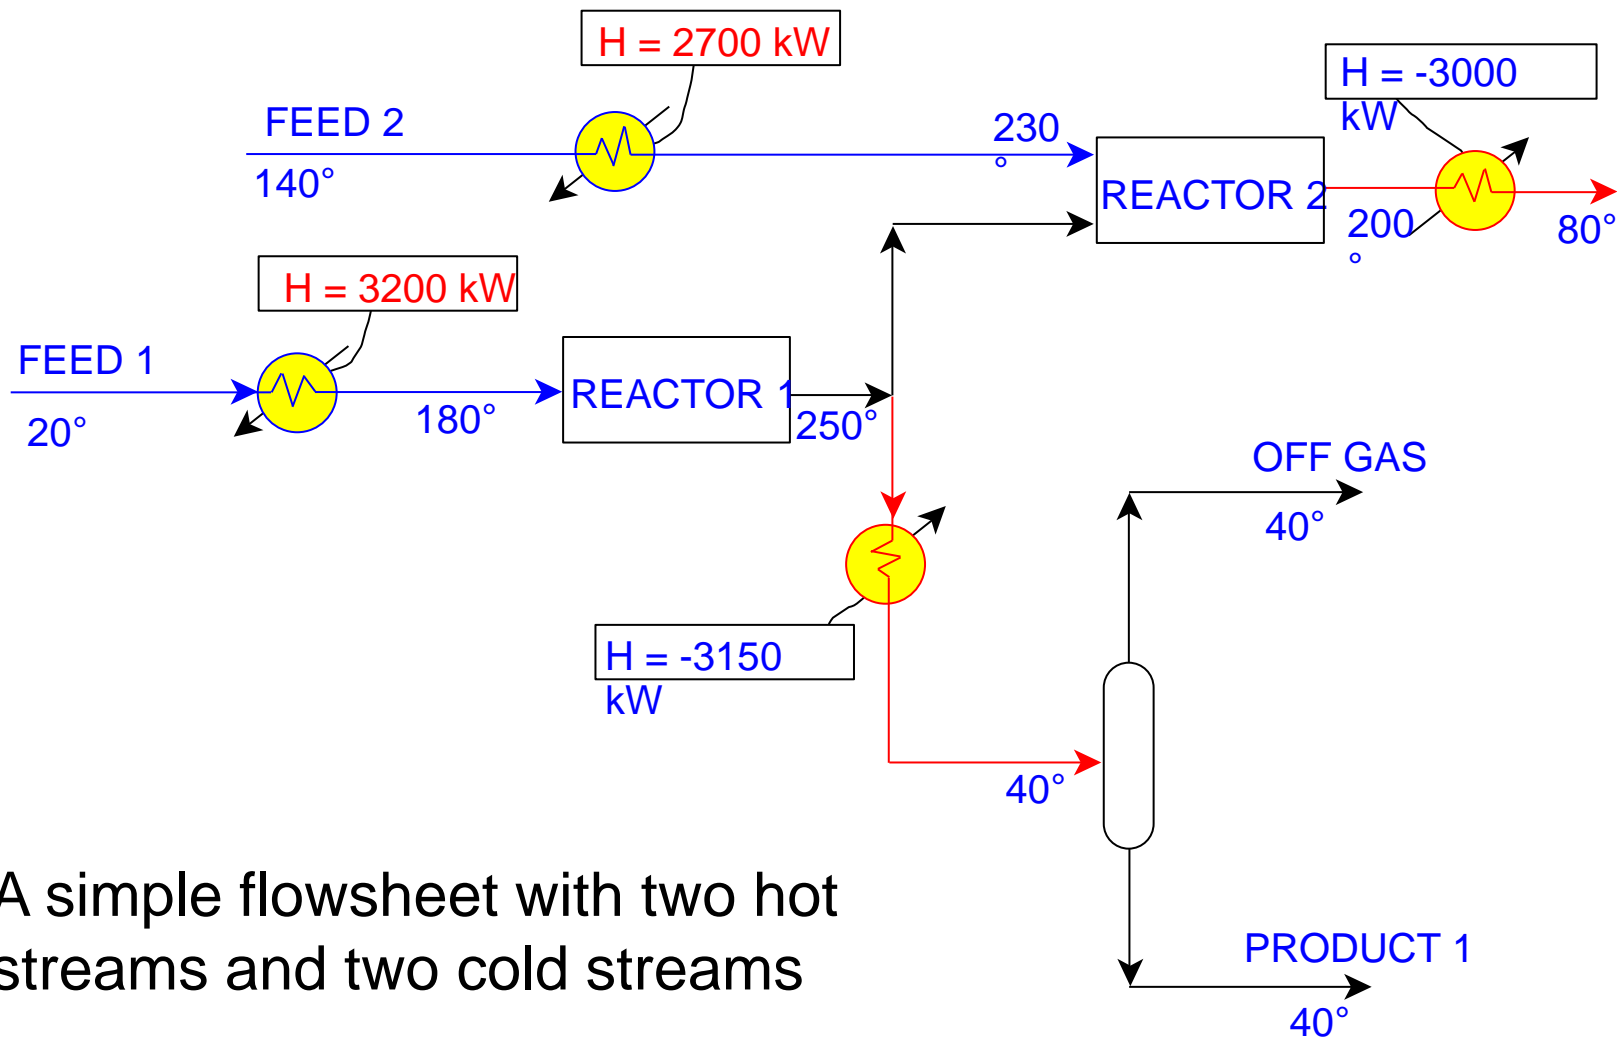 H = 2700 kW
H = -3000
kW
FEED 2
140°
230
°
REACTOR 2
200
°
80°
H = 3200 kW
FEED 1
20°
180°
REACTOR 1
250°
OFF GAS
40°
H = -3150
kW
40°
A simple flowsheet with two hot
streams and two cold streams
PRODUCT 1
40°